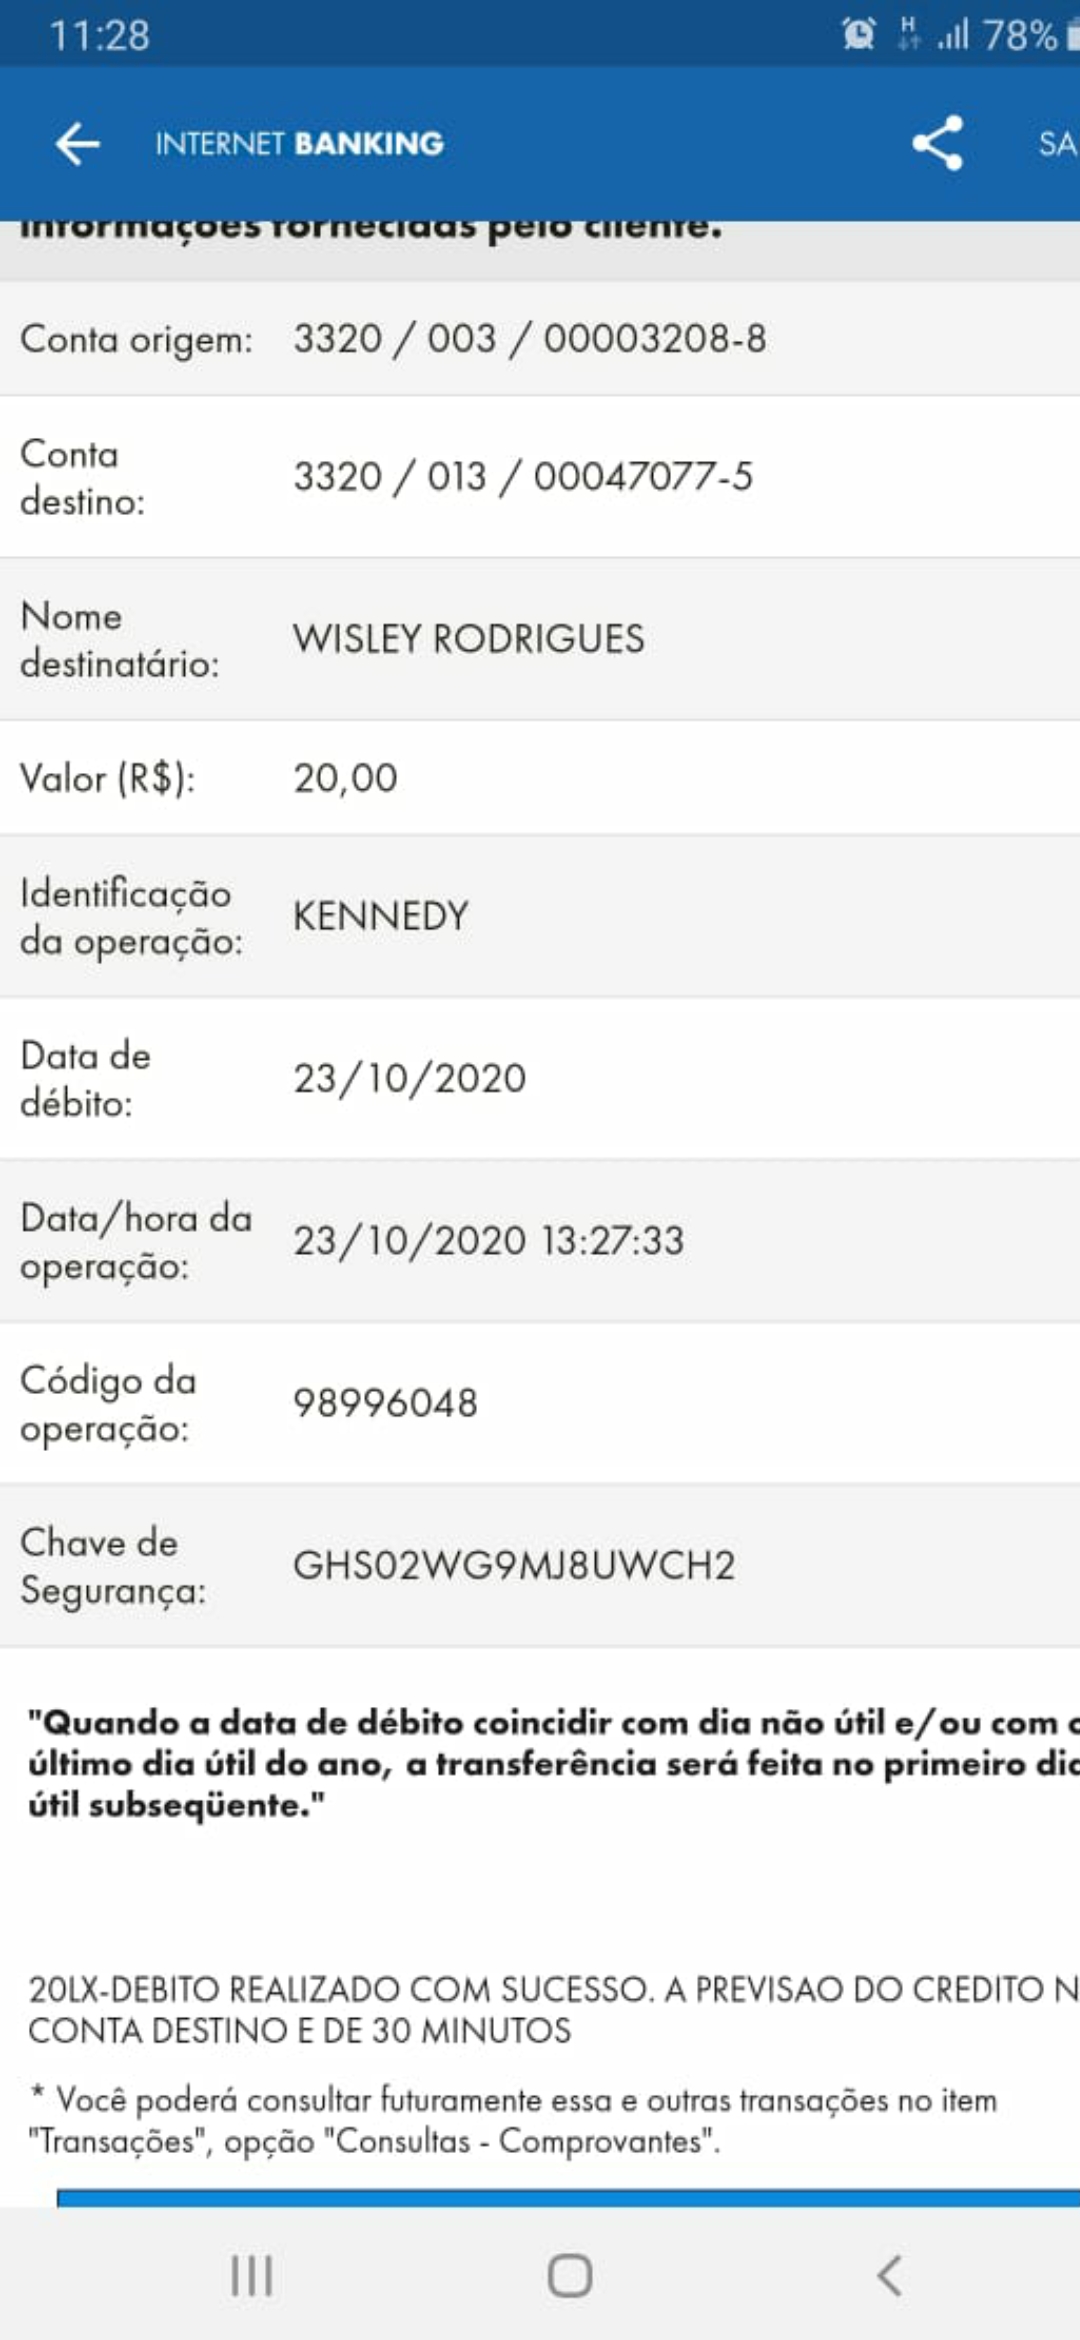 11:28
H
78%
INTERNET BANKING
SA
Informações fornecidas pelo cliente.
Conta origem: 3320 / 003 / 00003208-8
Conta
destino:
3320 / 013 / 00047077-5
Nome
destinatário:
WISLEY RODRIGUES
Valor (R$): 20,00
Identificação
da operação:
KENNEDY
Data de
débito:
23/10/2020
Data/hora da
operação:
23/10/2020 13:27:33
Código da
operação:
98996048
Chave de
Segurança:
GHS02WG9MJ8UWCH2
"Quando a data de débito coincidir com dia não útil e/ou com o
último dia útil do ano, a transferência será feita no primeiro dia
útil subseqüente."
20LX-DEBITO REALIZADO COM SUCESSO. A PREVISAO DO CREDITO N
CONTA DESTINO E DE 30 MINUTOS
* Você poderá consultar futuramente essa e outras transações no item
"Transações", opção "Consultas - Comprovantes".